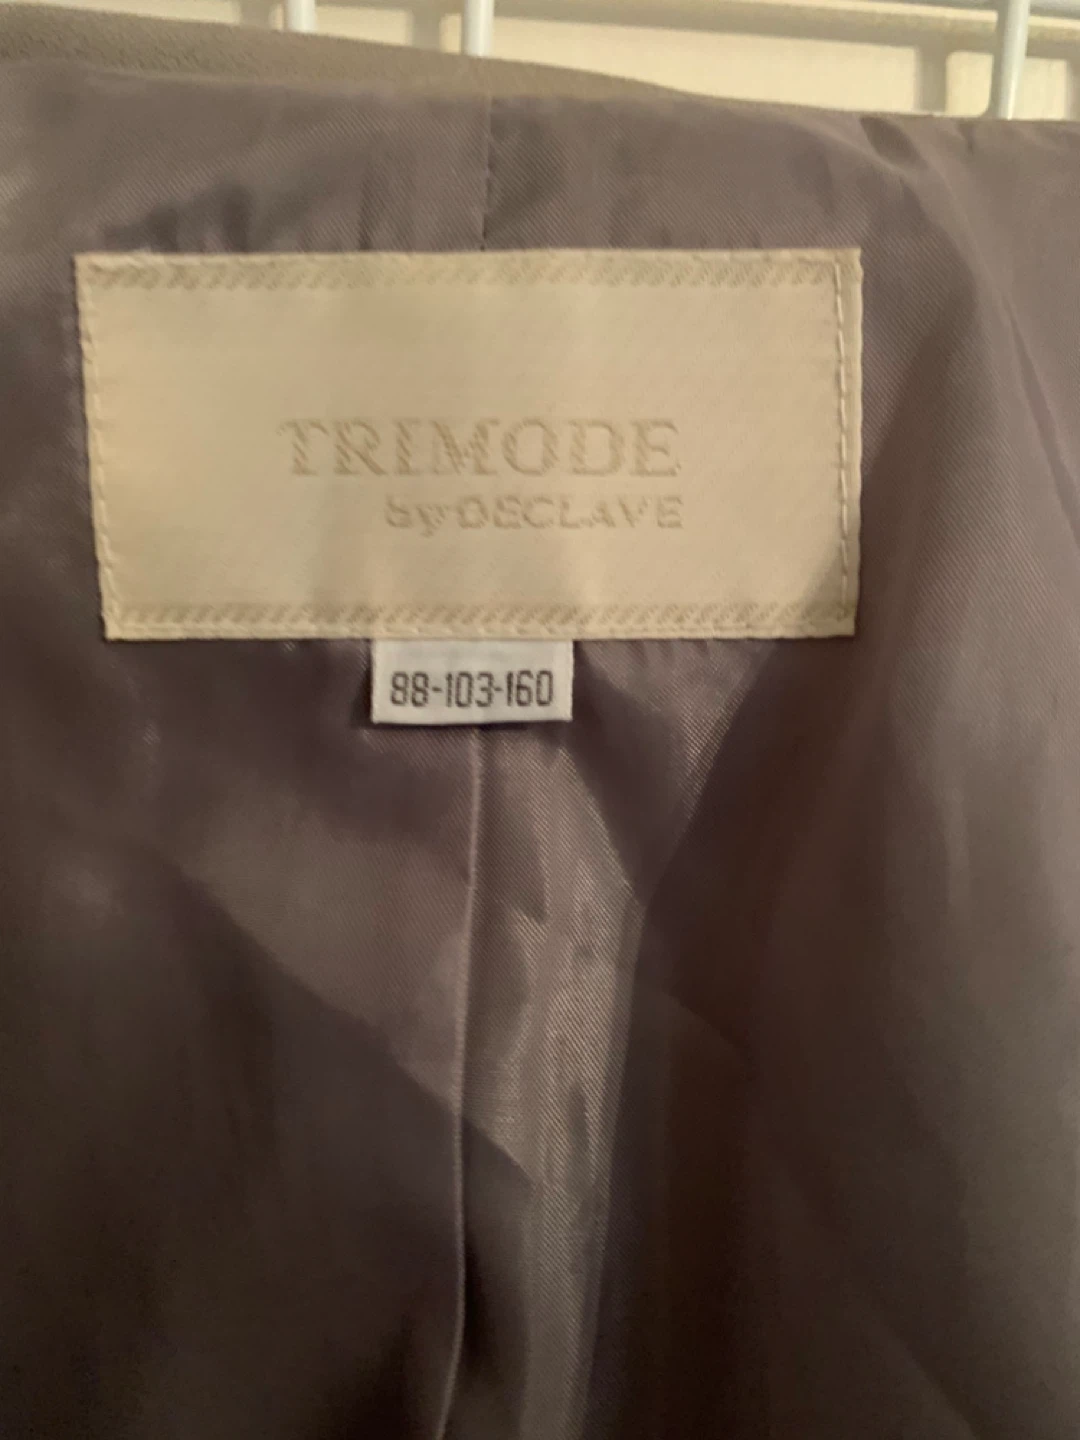 TRIMODE
by DECLAVE
88-103-160